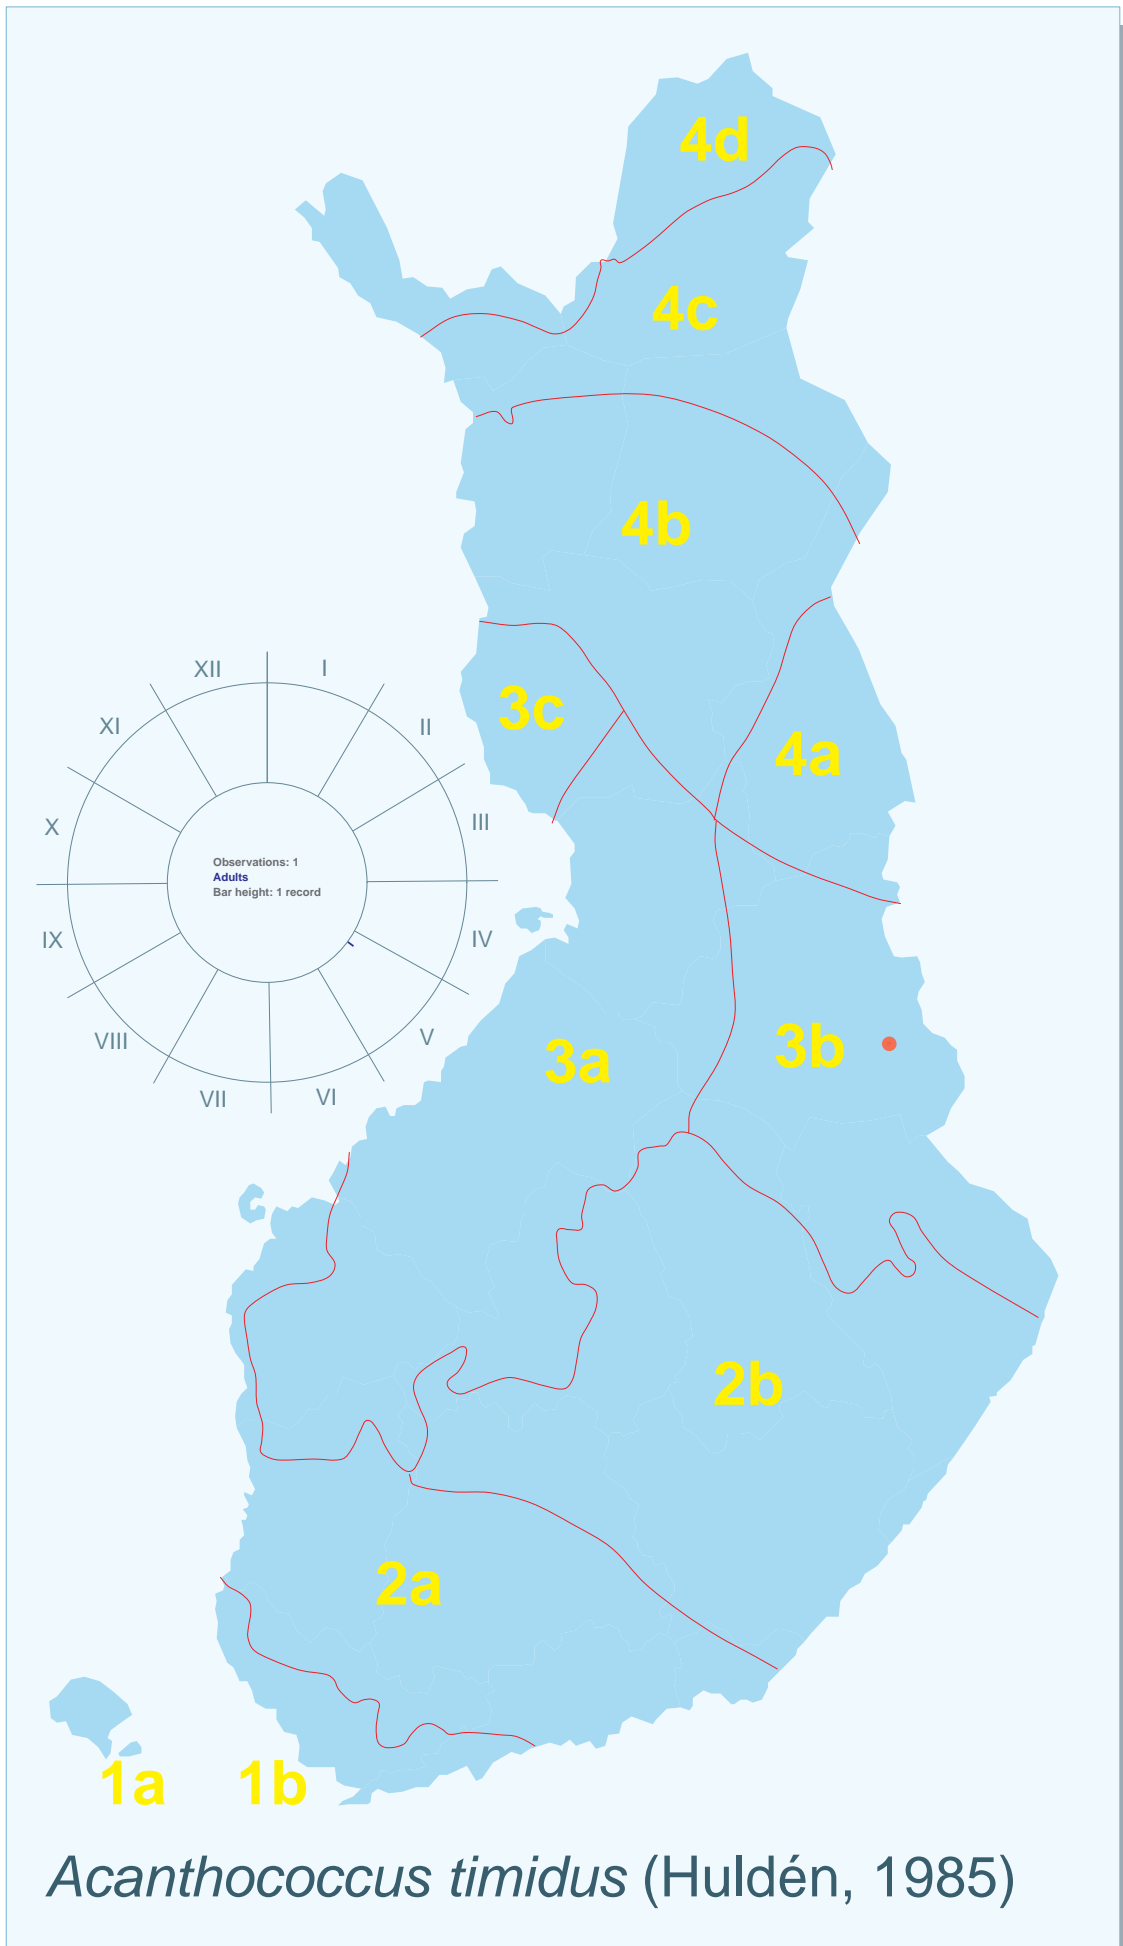 4d
4c
4b
3c
4a
XII
I
XI
II
X
III
Observations: 1
Adults
Bar height: 1 record
IX
IV
VIII
V
VII
VI
3a
3b
2b
2a
1a
1b
Acanthococcus timidus (Huldén, 1985)